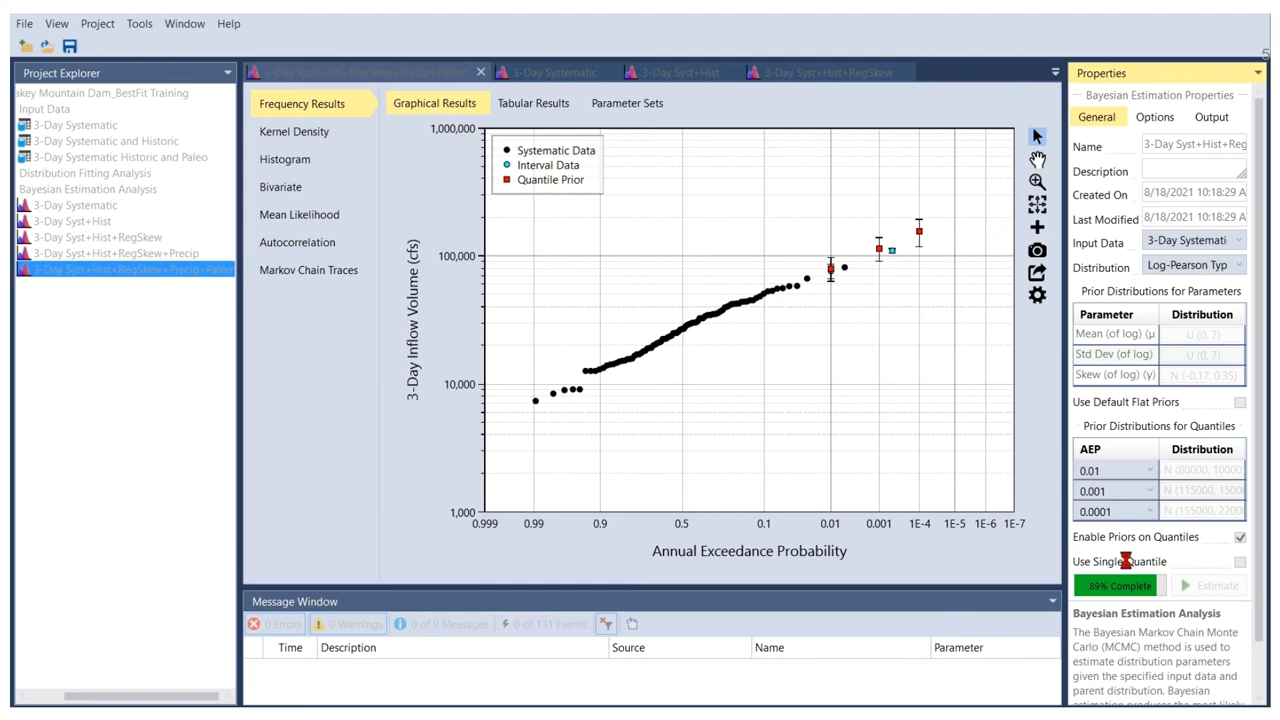 File View Project Tools Window Help
5
Project Explorer
akey Mountain Dam_BestFit Training
Input Data
3-Day Systematic
3-Day Systematic and Historic
3-Day Systematic Historic and Paleo
Distribution Fitting Analysis
Bayesian Estimation Analysis
3-Day Systematic
3-Day Syst+Hist
3-Day Syst+Hist+RegSkew
3-Day Syst+Hist+RegSkew+Precip
3-Day Syst+Hist+RegSkew+Precip+Paleo
3-Day Syst+Hist+RegSkew+Precip+Paleo
3-Day Systematic
3-Day Syst+Hist
3-Day Syst+Hist+RegSkew
Frequency Results
Kernel Density
Histogram
Bivariate
Mean Likelihood
Autocorrelation
Markov Chain Traces
Graphical Results Tabular Results Parameter Sets
1,000,000
100,000
10,000
1,000
3-Day Inflow Volume (cfs)
Systematic Data
Interval Data
Quantile Prior
0.999 0.99 0.9 0.5 0.1 0.01 0.001 1E-4 1E-5 1E-6 1E-7
Annual Exceedance Probability
Message Window
0 Errors 0 Warnings 0 of 9 Messages 0 of 131 Events
Time Description Source Name Parameter
Properties
Bayesian Estimation Properties
General Options Output
Name 3-Day Syst+Hist+Reg
Description
Created On 8/18/2021 10:18:29 A
Last Modified 8/18/2021 10:18:29 A
Input Data 3-Day Systemati
Distribution Log-Pearson Typ
Prior Distributions for Parameters
Parameter Distribution
Mean (of log) (µ U (0, 7)
Std Dev (of log) U (0, 7)
Skew (of log) (γ) N (-0.17, 0.35)
Use Default Flat Priors
Prior Distributions for Quantiles
AEP Distribution
0.01 N (80000, 10000
0.001 N (115000, 1500
0.0001 N (155000, 2200
Enable Priors on Quantiles
Use Single Quantile
89% Complete Estimate
Bayesian Estimation Analysis
The Bayesian Markov Chain Monte
Carlo (MCMC) method is used to
estimate distribution parameters
given the specified input data and
parent distribution. Bayesian
estimation produces the most likely